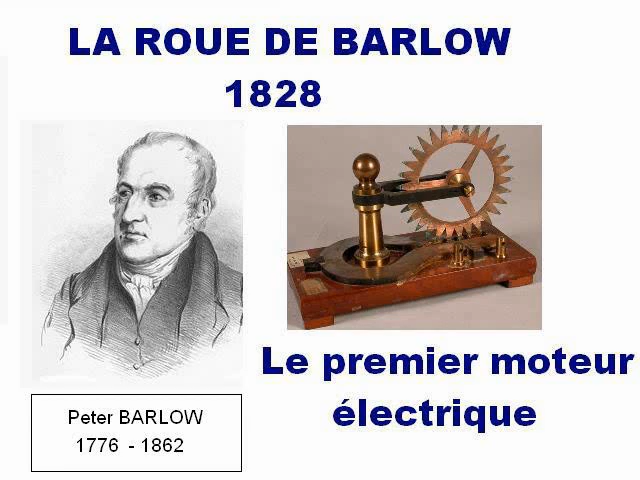 LA ROUE DE BARLOW
1828
Le premier moteur
électrique
Peter BARLOW
1776 - 1862